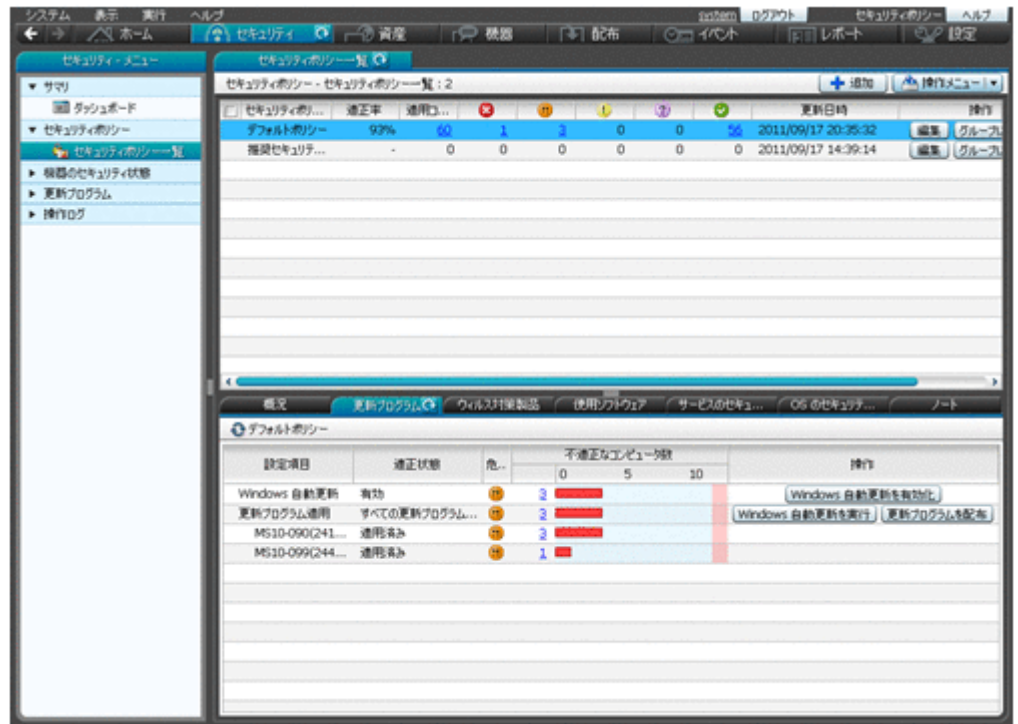 システム 表示 実行 ヘルプ system ログアウト セキュリティポリシー ヘルプ
ホーム セキュリティ 資産 機器 配布 イベント レポート 設定
セキュリティ・メニュー
▼ サマリ
ダッシュボード
▼ セキュリティポリシー
セキュリティポリシー一覧
▶ 機器のセキュリティ状態
▶ 更新プログラム
▶ 操作ログ
セキュリティポリシー一覧
セキュリティポリシー - セキュリティポリシー一覧 : 2 追加 操作メニュー
セキュリティポリ... 適正率 適用コ... 更新日時 操作
デフォルトポリシー 93% 60 1 3 0 0 56 2011/09/17 20:35:32 編集 グループ
推奨セキュリテ... - 0 0 0 0 0 0 2011/09/17 14:39:14 編集 グループ
概況 更新プログラム ウィルス対策製品 使用ソフトウェア サービスのセキュ... OS のセキュリテ... ノート
デフォルトポリシー
設定項目 適正状態 危... 不適正なコンピュータ数 操作
0 5 10
Windows 自動更新 有効 3 Windows 自動更新を有効化
更新プログラム適用 すべての更新プログラム... 3 Windows 自動更新を実行 更新プログラムを配布
MS10-090(241... 適用済み 3
MS10-099(244... 適用済み 1